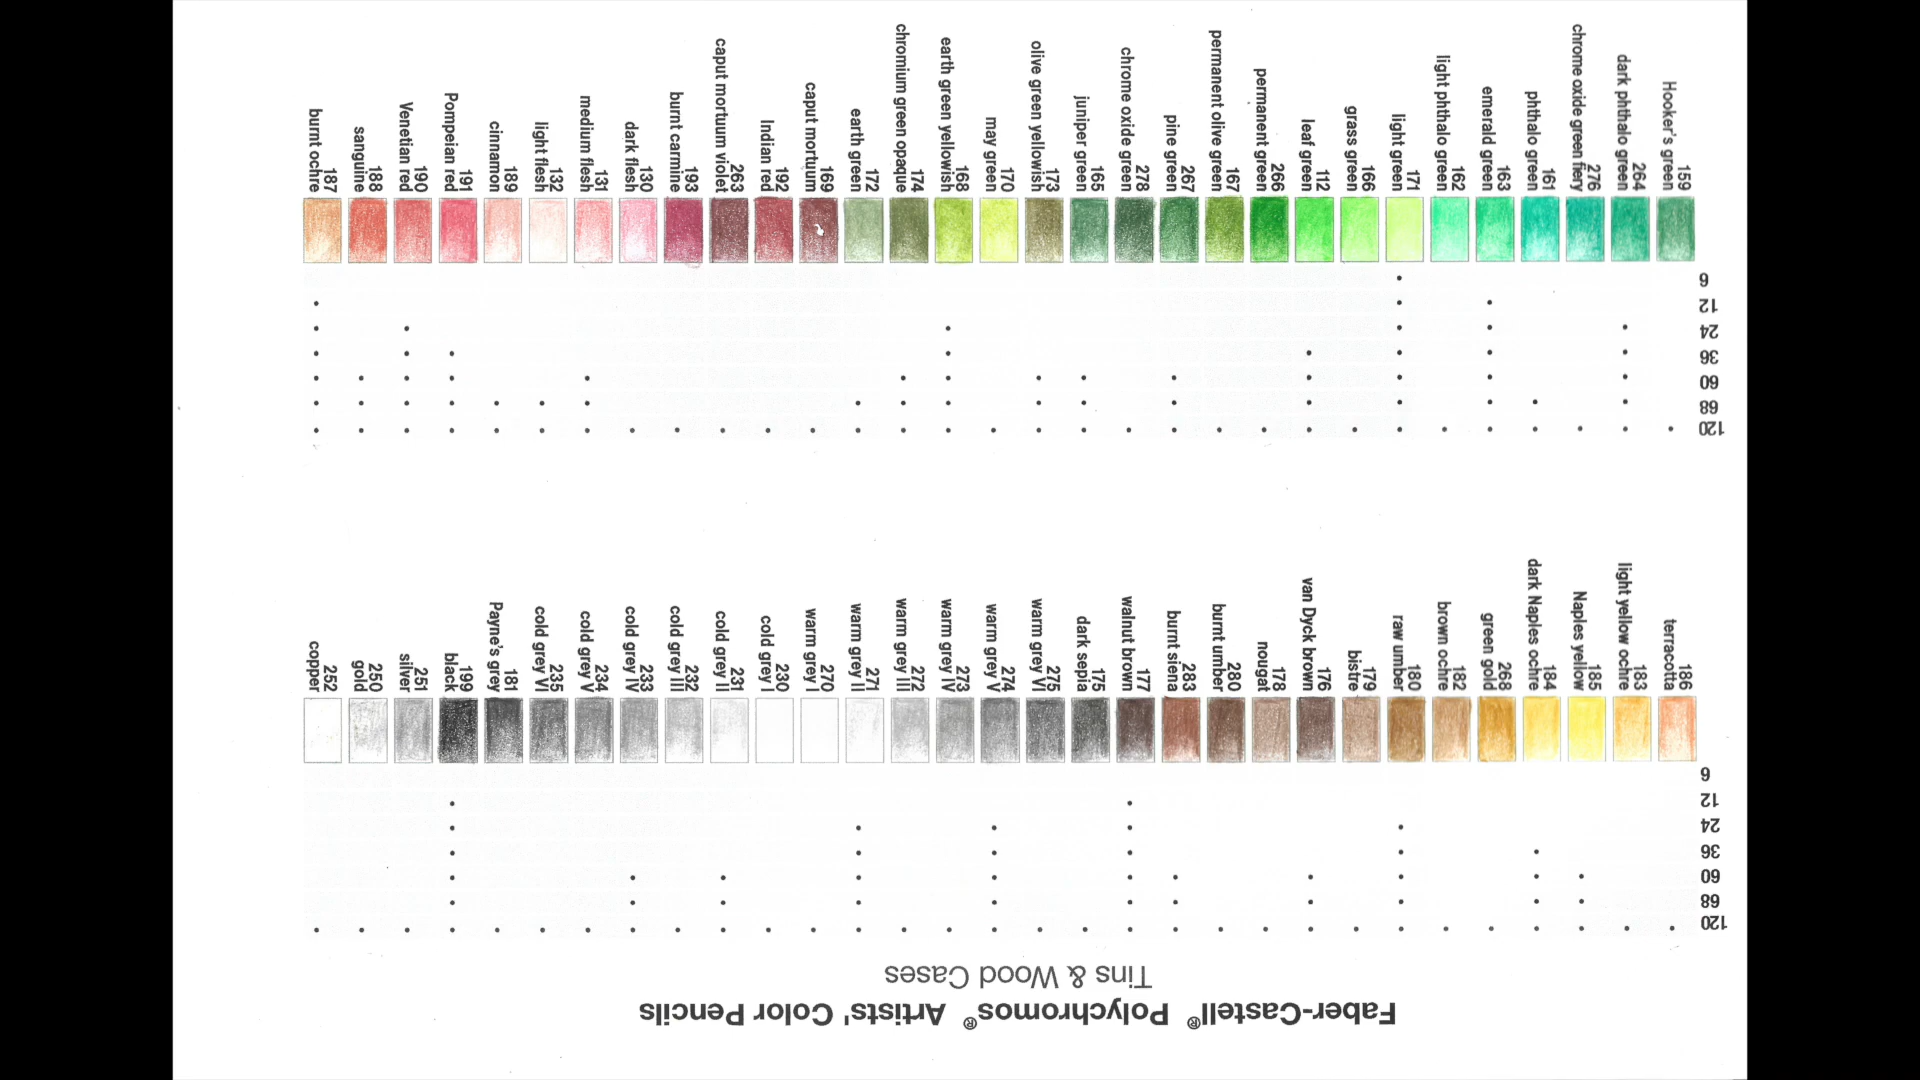 Faber-Castell® Polychromos® Artists' Color Pencils
Tins & Wood Cases
120
68
60
36
24
12
6
186
terracotta
183
light yellow ochre
185
Naples yellow
184
dark Naples ochre
268
green gold
182
brown ochre
180
raw umber
179
bistre
176
van Dyck brown
178
nougat
280
burnt umber
283
burnt siena
177
walnut brown
175
dark sepia
275
warm grey VI
274
warm grey V
273
warm grey IV
272
warm grey III
271
warm grey II
270
warm grey I
230
cold grey I
231
cold grey II
232
cold grey III
233
cold grey IV
234
cold grey V
235
cold grey VI
181
Payne's grey
199
black
251
silver
250
gold
252
copper
120
68
60
36
24
12
6
159
Hooker's green
264
dark phthalo green
276
chrome oxide green fiery
161
phthalo green
163
emerald green
162
light phthalo green
171
light green
166
grass green
112
leaf green
266
permanent green
167
permanent olive green
267
pine green
278
chrome oxide green
165
juniper green
173
olive green yellowish
170
may green
168
earth green yellowish
174
chromium green opaque
172
earth green
169
caput mortuum
192
Indian red
263
caput mortuum violet
193
burnt carmine
130
dark flesh
131
medium flesh
132
light flesh
189
cinnamon
191
Pompeian red
190
Venetian red
188
sanguine
187
burnt ochre